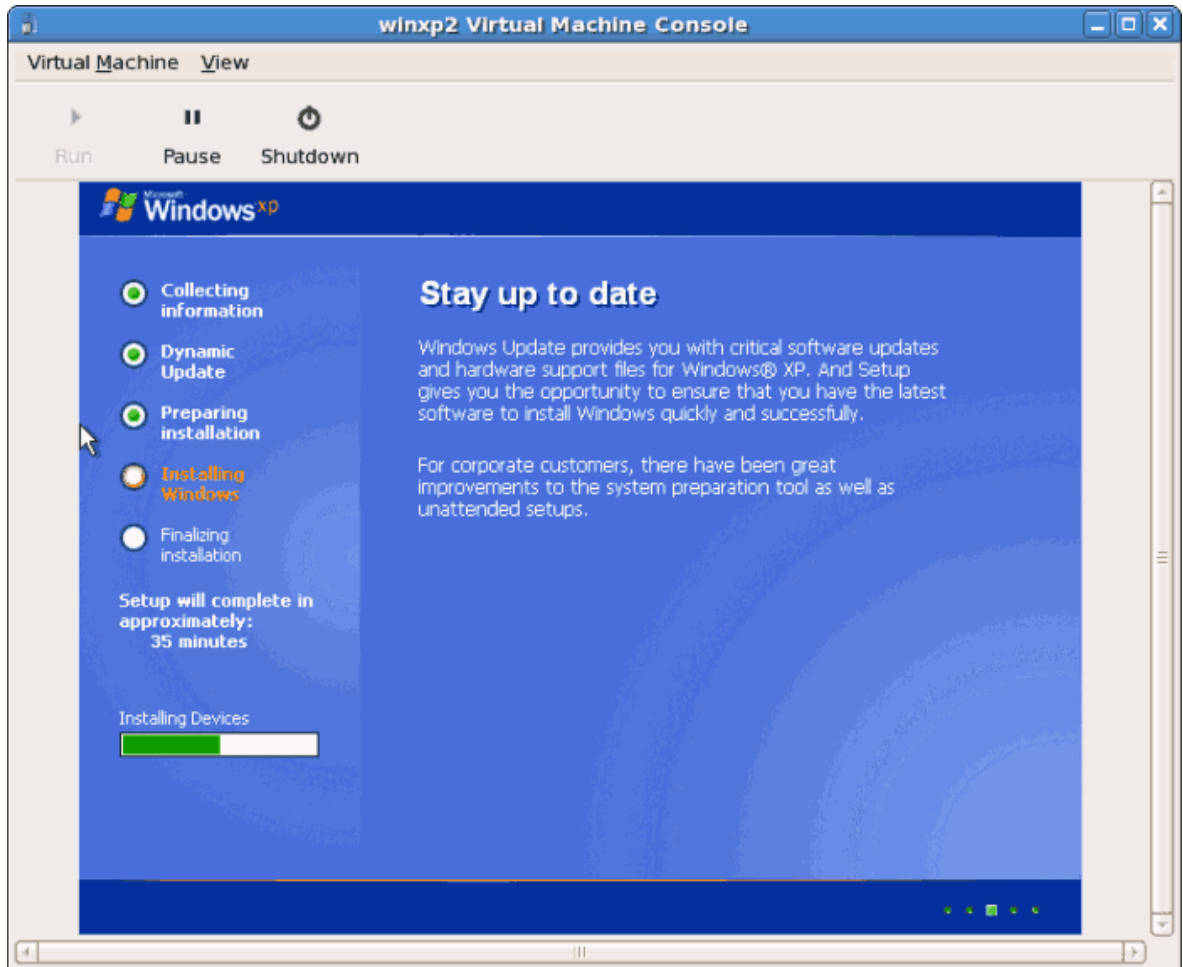 winxp2 Virtual Machine Console
Virtual Machine View
Run Pause Shutdown
Microsoft
Windows xp
Collecting
information
Dynamic
Update
Preparing
installation
Installing
Windows
Finalizing
installation
Setup will complete in
approximately:
35 minutes
Installing Devices
Stay up to date
Windows Update provides you with critical software updates
and hardware support files for Windows® XP. And Setup
gives you the opportunity to ensure that you have the latest
software to install Windows quickly and successfully.
For corporate customers, there have been great
improvements to the system preparation tool as well as
unattended setups.